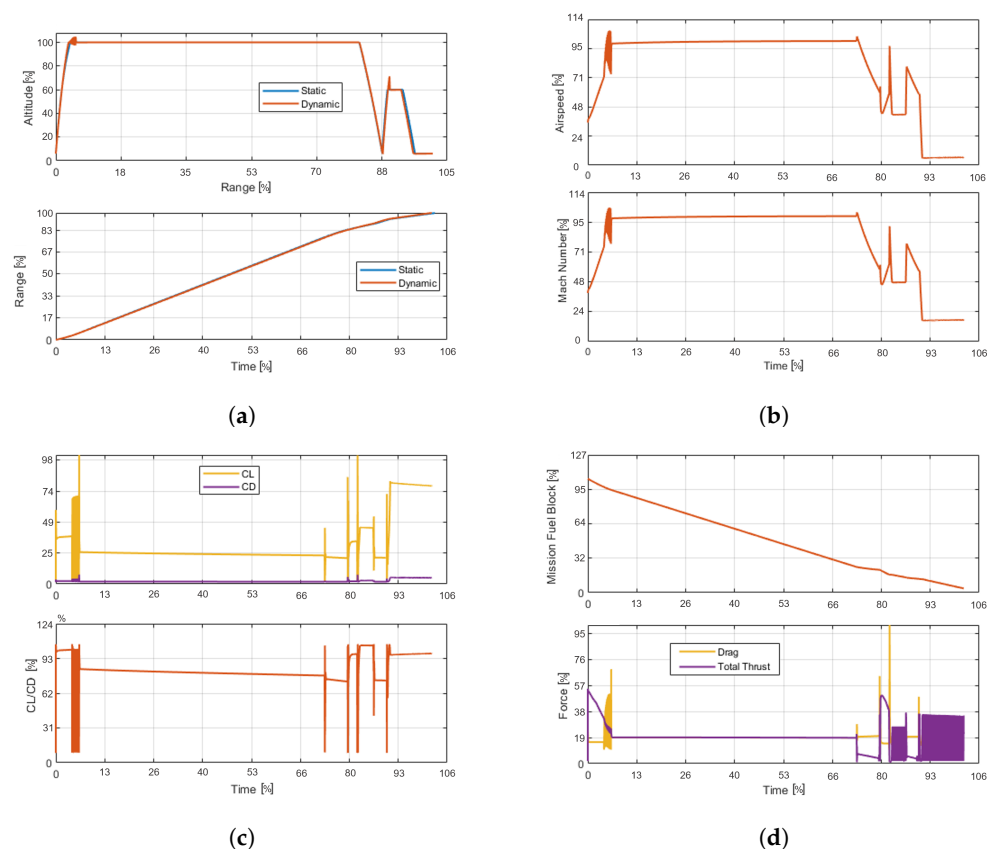 Altitude [%]
100
80
60
40
20
0
Static
Dynamic
0 18 35 53 70 88 105
Range [%]
Range [%]
100
83
67
50
33
17
0
Static
Dynamic
0 13 26 40 53 66 80 93 106
Time [%]
(a)
Airspeed [%]
114
95
71
48
24
0
0 13 26 40 53 66 80 93 106
Mach Number [%]
114
95
71
48
24
0
0 13 26 40 53 66 80 93 106
Time [%]
(b)
98
74
49
25
0
CL
CD
0 13 26 40 53 66 80 93 106
%
CL/CD [%]
124
93
62
31
0
0 13 26 40 53 66 80 93 106
Time [%]
(c)
Mission Fuel Block [%]
127
95
64
32
0
0 13 26 40 53 66 80 93 106
Force [%]
95
76
57
38
19
0
Drag
Total Thrust
0 13 26 40 53 66 80 93 106
Time [%]
(d)